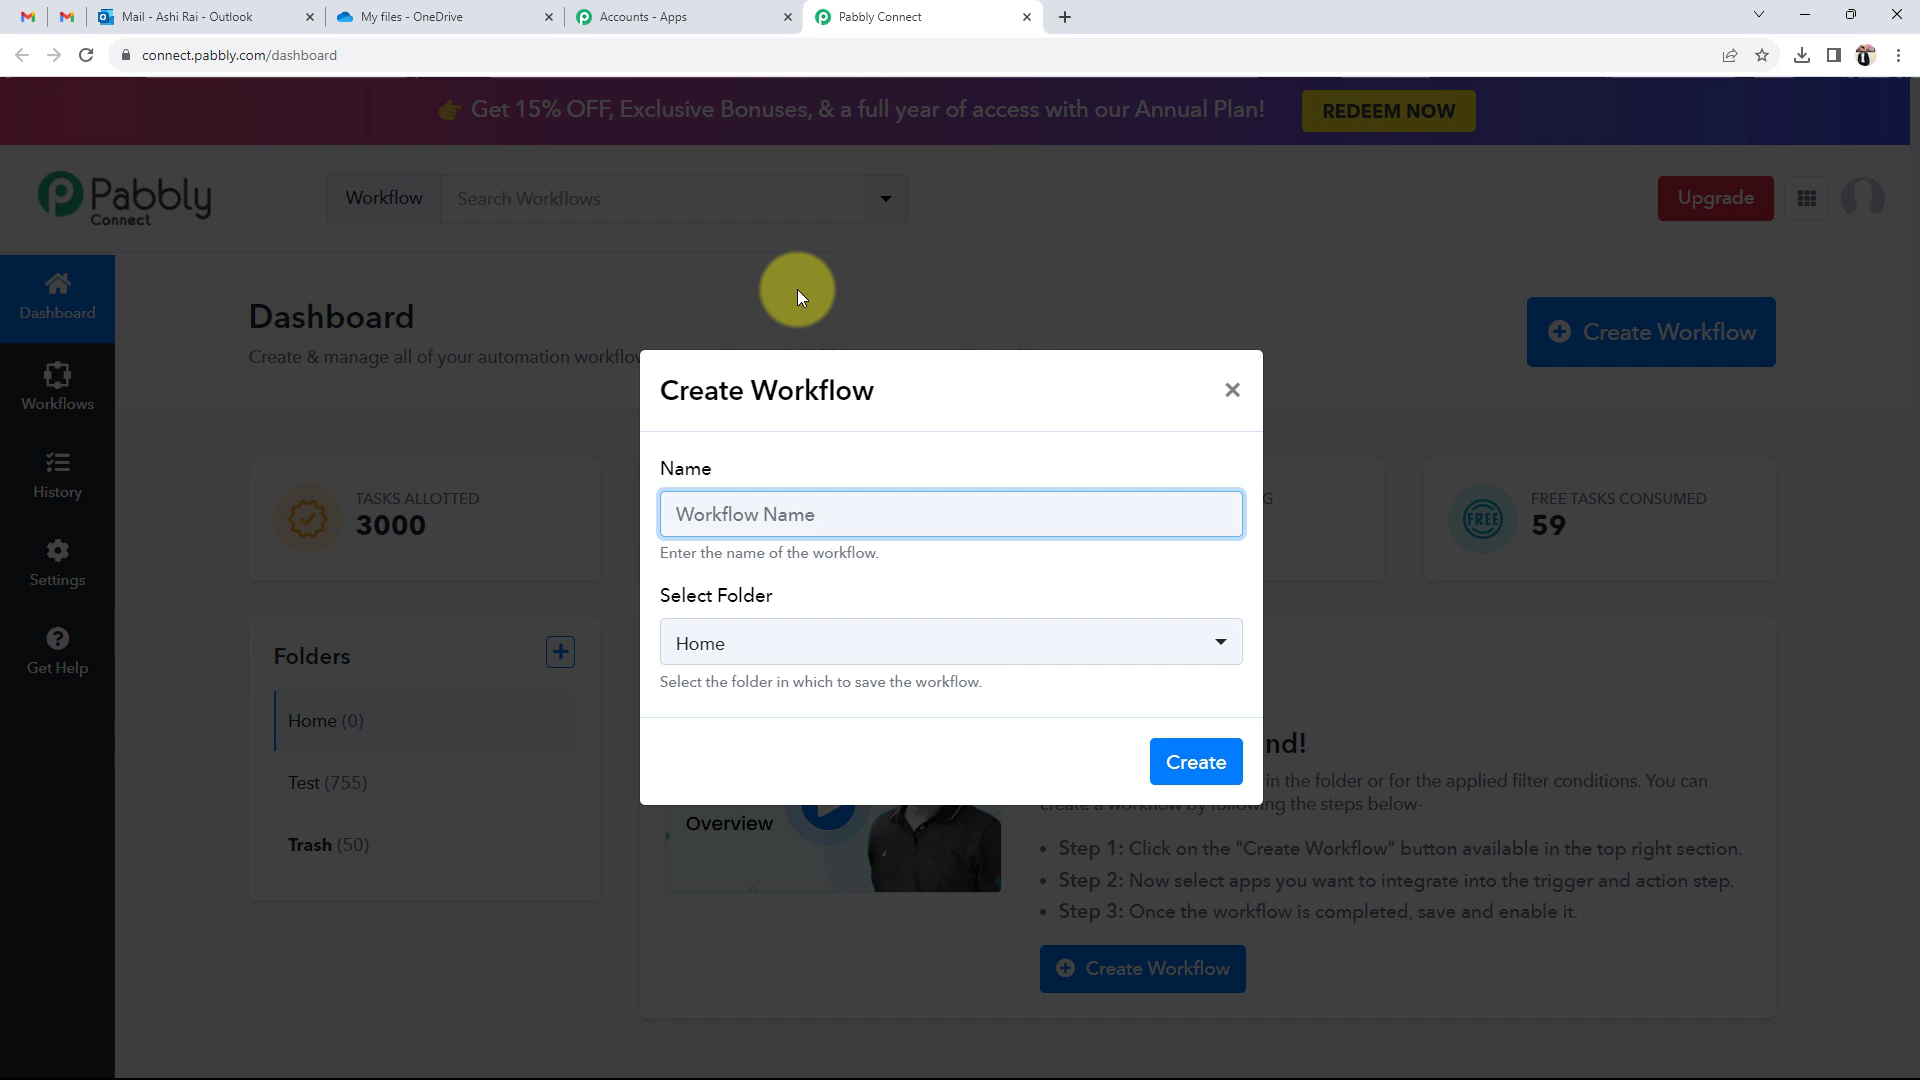 Mail - Ashi Rai - Outlook
My files - OneDrive
Accounts - Apps
Pabbly Connect
connect.pabbly.com/dashboard
Get 15% OFF, Exclusive Bonuses, & a full year of access with our Annual Plan!
REDEEM NOW
Pabbly
Connect
Workflow
Search Workflows
Upgrade
Dashboard
Workflows
History
Settings
Get Help
Dashboard
Create & manage all of your automation workflow
Create Workflow
TASKS ALLOTTED
3000
G
FREE
FREE TASKS CONSUMED
59
Folders
Home (0)
Test (755)
Trash (50)
Create Workflow
Name
Workflow Name
Enter the name of the workflow.
Select Folder
Home
Select the folder in which to save the workflow.
Create
nd!
in the folder or for the applied filter conditions. You can
create a workflow by following the steps below-
Overview
• Step 1: Click on the "Create Workflow" button available in the top right section.
• Step 2: Now select apps you want to integrate into the trigger and action step.
• Step 3: Once the workflow is completed, save and enable it.
Create Workflow